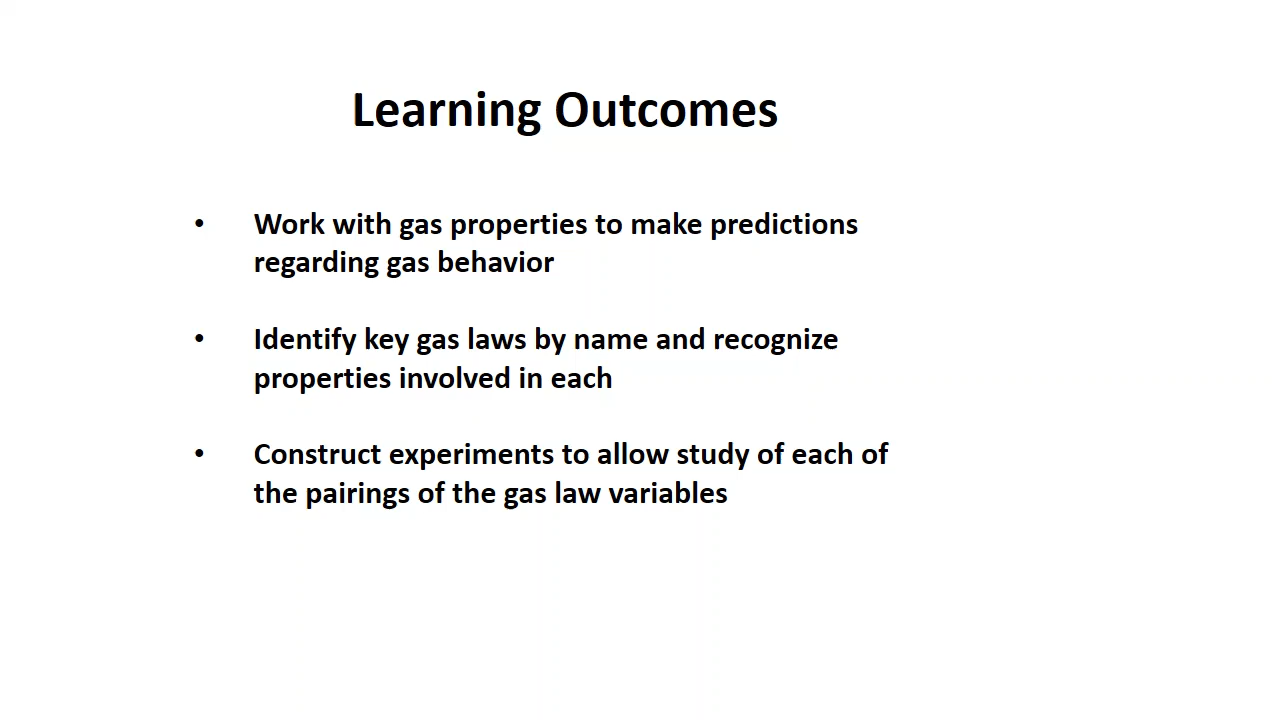 Learning Outcomes
• Work with gas properties to make predictions
regarding gas behavior
• Identify key gas laws by name and recognize
properties involved in each
• Construct experiments to allow study of each of
the pairings of the gas law variables